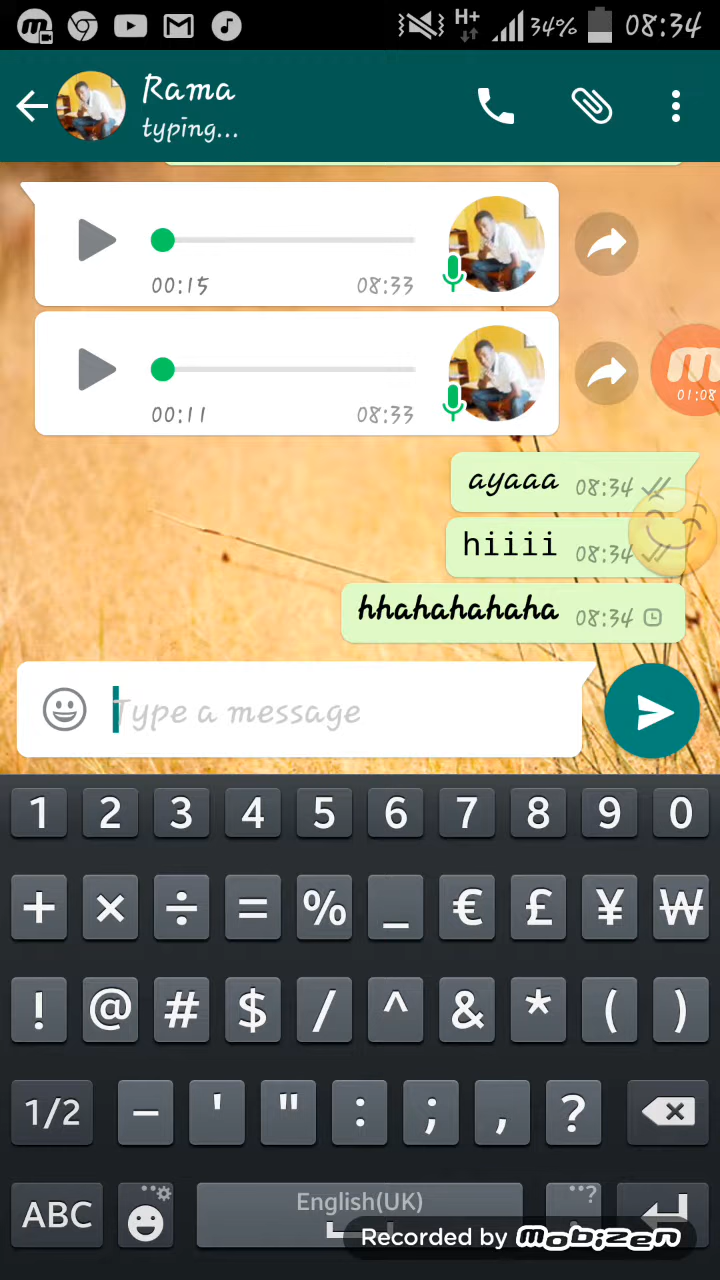 H+ 34% 08:34
Rama
typing...
00:15 08:33
00:11 08:33
01:08
ayaaa 08:34
hiiii 08:34
hhahahahaha 08:34
Type a message
1 2 3 4 5 6 7 8 9 0
+ × ÷ = % _ € £ ¥ ₩
! @ # $ / ^ & * ( )
1/2 - ' " : ; , ?
ABC English(UK) . ?
Recorded by mobizen